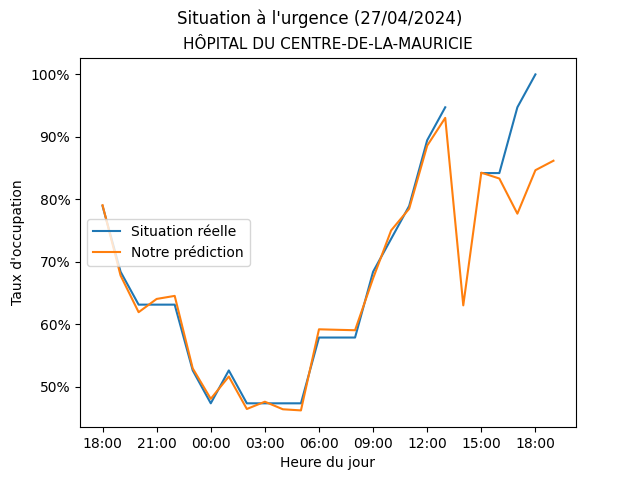 Situation à l'urgence (27/04/2024)
HÔPITAL DU CENTRE-DE-LA-MAURICIE
100%
90%
80%
70%
60%
50%
Taux d'occupation
Situation réelle
Notre prédiction
18:00 21:00 00:00 03:00 06:00 09:00 12:00 15:00 18:00
Heure du jour